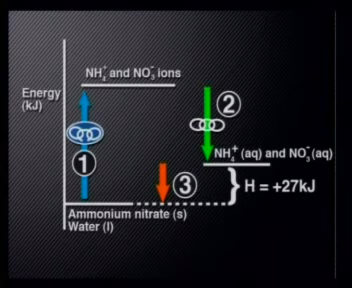 NH₄⁺ and NO₃⁻ ions
Energy
(kJ)
②
NH₄⁺ (aq) and NO₃⁻ (aq)
①
③
H = +27kJ
Ammonium nitrate (s)
Water (l)